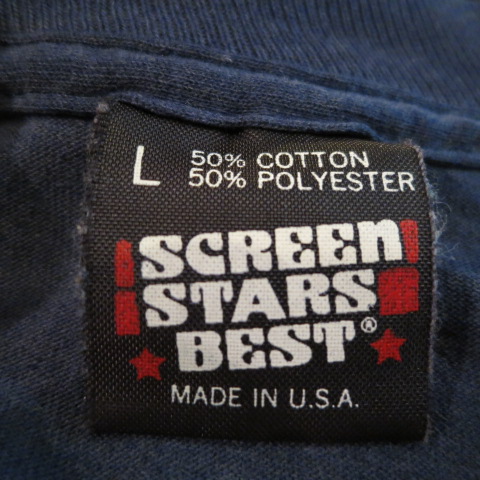 L 50% COTTON
50% POLYESTER
SCREEN
STARS
BEST®
MADE IN U.S.A.